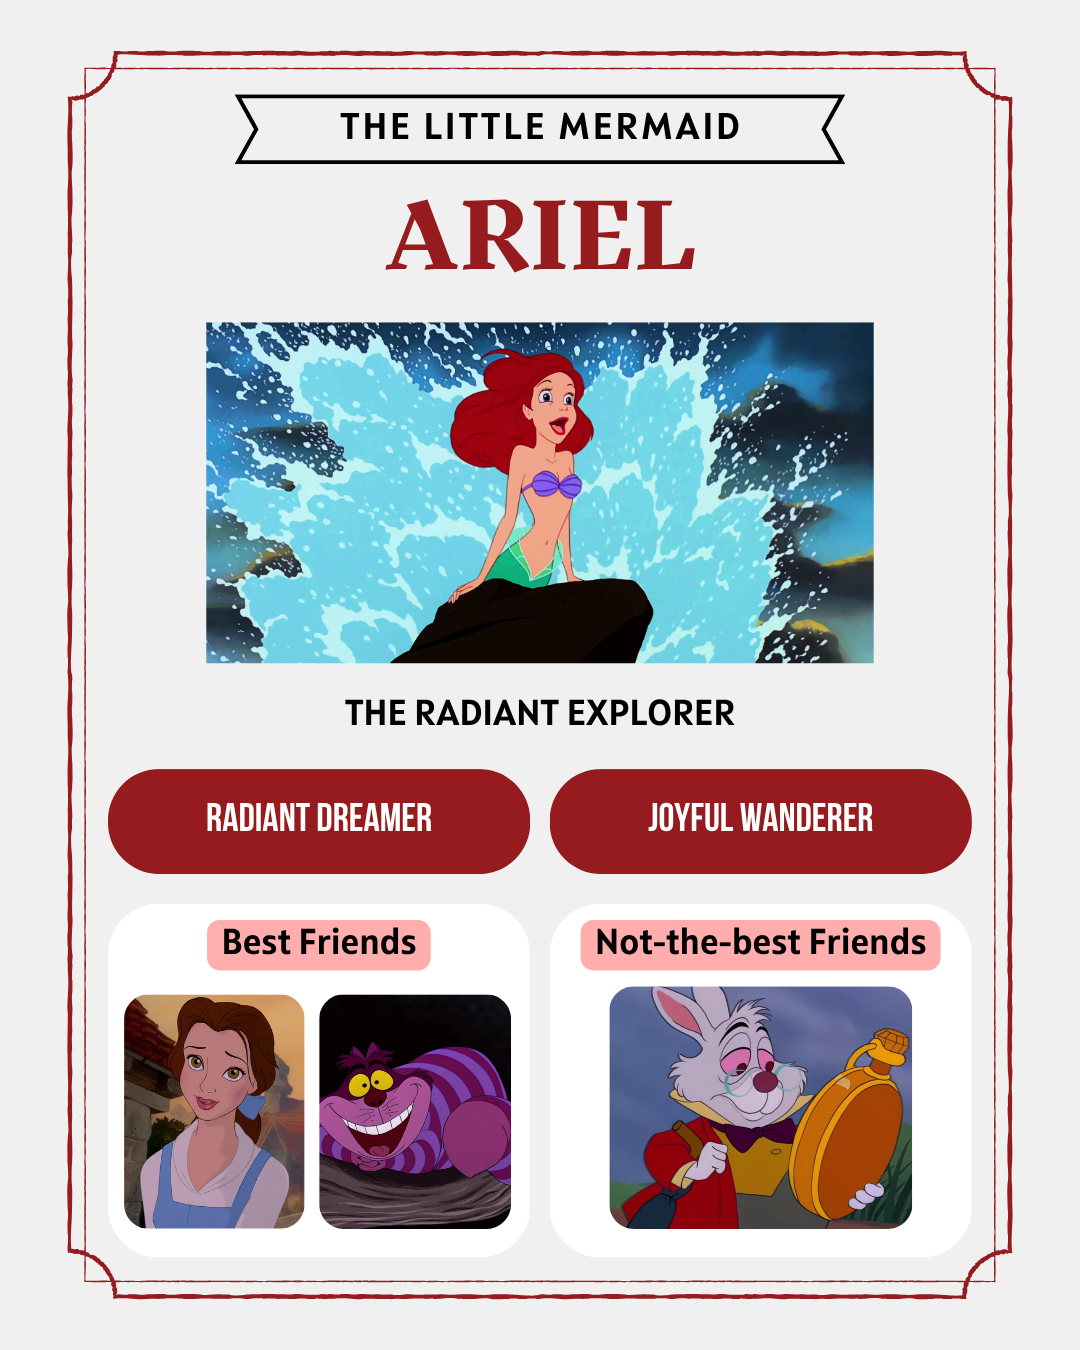 THE LITTLE MERMAID
ARIEL
THE RADIANT EXPLORER
RADIANT DREAMER
JOYFUL WANDERER
Best Friends
Not-the-best Friends